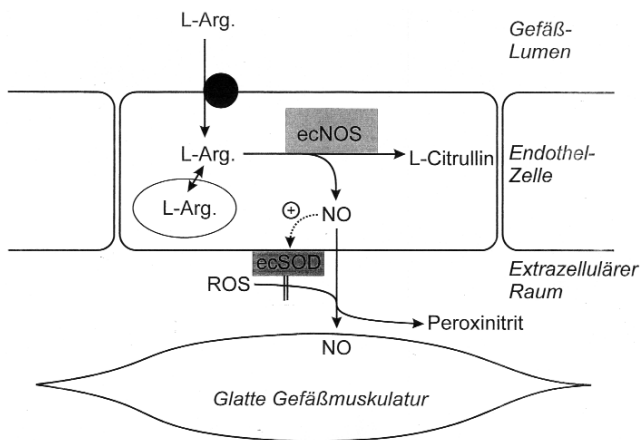 L-Arg.
Gefäß-
Lumen
ecNOS
L-Arg.
L-Citrullin
Endothel-
Zelle
L-Arg.
+
NO
ecSOD
Extrazellulärer
Raum
ROS
Peroxinitrit
NO
Glatte Gefäßmuskulatur